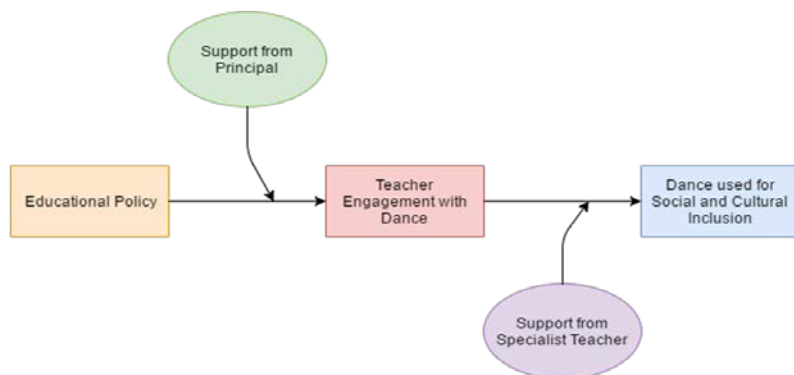 Support from
Principal
Educational Policy
Teacher
Engagement with
Dance
Dance used for
Social and Cultural
Inclusion
Support from
Specialist Teacher